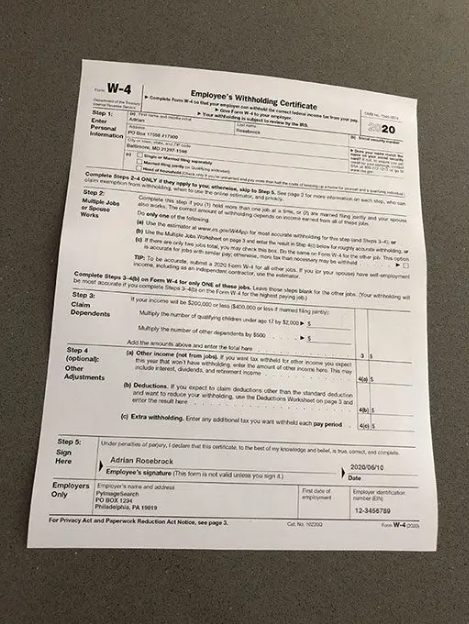 Form W-4
Employee's Withholding Certificate
▶ Complete Form W-4 so that your employer can withhold the correct federal income tax from your pay.
▶ Give Form W-4 to your employer.
▶ Your withholding is subject to review by the IRS.
Department of the Treasury
Internal Revenue Service
OMB No.
2020
Step 1:
Enter
Personal
Information
(a) First name and middle initial
Last name
(b) Social security number
Adrian
Rosebrock
Address
PO Box 17598 #17900
City or town, state, and ZIP code
Baltimore, MD 21297-1598
(c) Single or Married filing separately
Married filing jointly (or Qualifying widow(er))
Head of household (Check only if you're unmarried and pay more than half the costs of keeping up a home for yourself and a qualifying individual.)
Complete Steps 2–4 ONLY if they apply to you; otherwise, skip to Step 5. See page 2 for more information on each step, who can
claim exemption from withholding, when to use the online estimator, and privacy.
Step 2:
Multiple Jobs
or Spouse
Works
Complete this step if you (1) hold more than one job at a time, or (2) are married filing jointly and your spouse
also works. The correct amount of withholding depends on income earned from all of these jobs.
Do only one of the following.
(a) Use the estimator at www.irs.gov/W4App for most accurate withholding for this step (and Steps 3–4); or
(b) Use the Multiple Jobs Worksheet on page 3 and enter the result in Step 4(c) below for roughly accurate withholding; or
(c) If there are only two jobs total, you may check this box. Do the same on Form W-4 for the other job. This option
is accurate for jobs with similar pay; otherwise, more tax than necessary may be withheld ▶
TIP: To be accurate, submit a 2020 Form W-4 for all other jobs. If you (or your spouse) have self-employment
income, including as an independent contractor, use the estimator.
Complete Steps 3–4(b) on Form W-4 for only ONE of these jobs. Leave those steps blank for the other jobs. (Your withholding will
be most accurate if you complete Steps 3–4(b) on the Form W-4 for the highest paying job.)
Step 3:
Claim
Dependents
If your income will be $200,000 or less ($400,000 or less if married filing jointly):
Multiply the number of qualifying children under age 17 by $2,000 ▶ $
Multiply the number of other dependents by $500 ▶ $
Add the amounts above and enter the total here
3 $
Step 4
(optional):
Other
Adjustments
(a) Other income (not from jobs). If you want tax withheld for other income you expect
this year that won't have withholding, enter the amount of other income here. This may
include interest, dividends, and retirement income
4(a) $
(b) Deductions. If you expect to claim deductions other than the standard deduction
and want to reduce your withholding, use the Deductions Worksheet on page 3 and
enter the result here
4(b) $
(c) Extra withholding. Enter any additional tax you want withheld each pay period
4(c) $
Step 5:
Sign
Here
Under penalties of perjury, I declare that this certificate, to the best of my knowledge and belief, is true, correct, and complete.
Adrian Rosebrock
2020/06/10
Employee's signature (This form is not valid unless you sign it.)
Date
Employers
Only
Employer's name and address
First date of
employment
Employer identification
number (EIN)
PyImageSearch
PO BOX 1234
Philadelphia, PA 19019
12-3456789
For Privacy Act and Paperwork Reduction Act Notice, see page 3.
Cat. No. 10220Q
Form W-4 (2020)